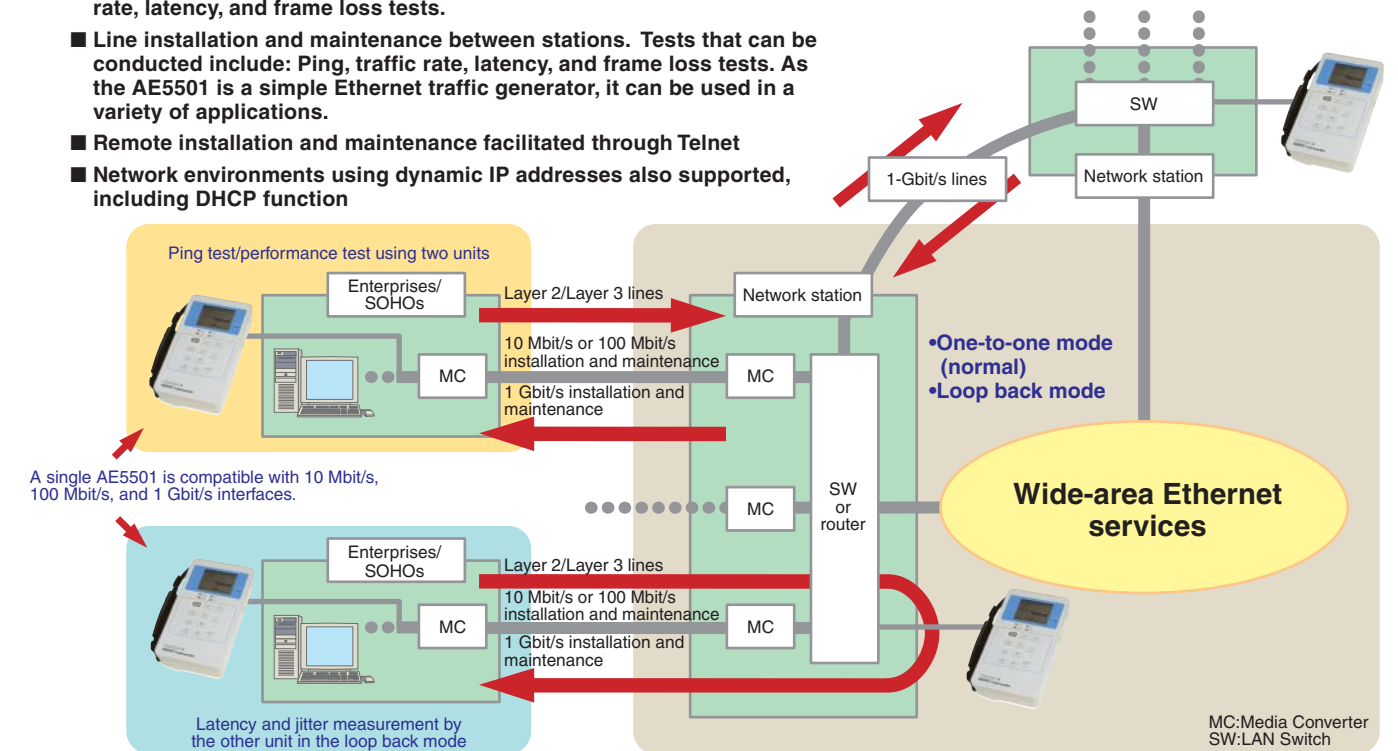 rate, latency, and frame loss tests.
■ Line installation and maintenance between stations. Tests that can be
conducted include: Ping, traffic rate, latency, and frame loss tests. As
the AE5501 is a simple Ethernet traffic generator, it can be used in a
variety of applications.
■ Remote installation and maintenance facilitated through Telnet
■ Network environments using dynamic IP addresses also supported,
including DHCP function
SW
1-Gbit/s lines
Network station
Ping test/performance test using two units
Enterprises/
SOHOs
Layer 2/Layer 3 lines
Network station
10 Mbit/s or 100 Mbit/s
installation and maintenance
MC
MC
1 Gbit/s installation and
maintenance
•One-to-one mode
(normal)
•Loop back mode
A single AE5501 is compatible with 10 Mbit/s,
100 Mbit/s, and 1 Gbit/s interfaces.
MC
SW
or
router
Wide-area Ethernet
services
Enterprises/
SOHOs
Layer 2/Layer 3 lines
10 Mbit/s or 100 Mbit/s
installation and maintenance
MC
MC
1 Gbit/s installation and
maintenance
Latency and jitter measurement by
the other unit in the loop back mode
MC:Media Converter
SW:LAN Switch